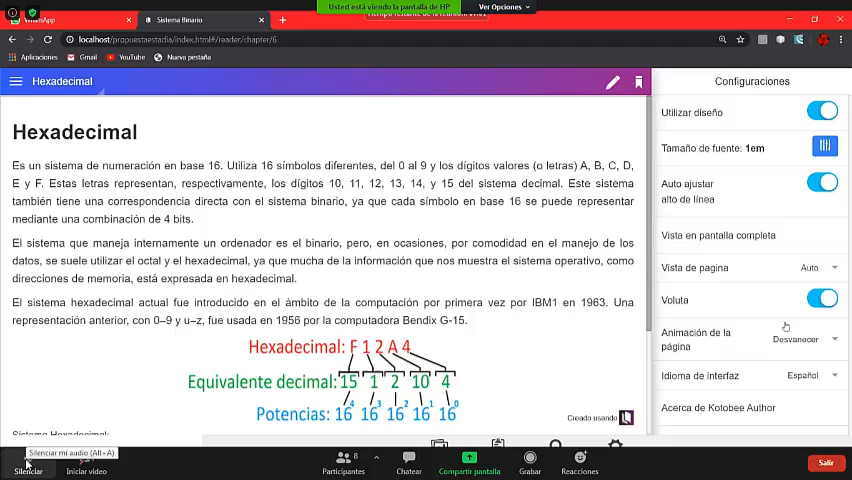 Usted está viendo la pantalla de HP
Ver Opciones
WhatsApp
Sistema Binario
localhost/propuestaestadia/index.html#/reader/chapter/6
Aplicaciones
Gmail
YouTube
Nueva pestaña
Hexadecimal
Configuraciones
Hexadecimal
Es un sistema de numeración en base 16. Utiliza 16 símbolos diferentes, del 0 al 9 y los dígitos valores (o letras) A, B, C, D,
E y F. Estas letras representan, respectivamente, los dígitos 10, 11, 12, 13, 14, y 15 del sistema decimal. Este sistema
también tiene una correspondencia directa con el sistema binario, ya que cada símbolo en base 16 se puede representar
mediante una combinación de 4 bits.
El sistema que maneja internamente un ordenador es el binario, pero, en ocasiones, por comodidad en el manejo de los
datos, se suele utilizar el octal y el hexadecimal, ya que mucha de la información que nos muestra el sistema operativo, como
direcciones de memoria, está expresada en hexadecimal.
El sistema hexadecimal actual fue introducido en el ámbito de la computación por primera vez por IBM1 en 1963. Una
representación anterior, con 0–9 y u–z, fue usada en 1956 por la computadora Bendix G-15.
Hexadecimal: F 1 2 A 4
Equivalente decimal: 15 1 2 10 4
Potencias: 16⁴ 16³ 16² 16¹ 16⁰
Creado usando
Sistema Hexadecimal:
Utilizar diseño
Tamaño de fuente: 1em
Auto ajustar
alto de línea
Vista en pantalla completa
Vista de pagina Auto
Voluta
Animación de la
página
Desvanecer
Idioma de interfaz Español
Acerca de Kotobee Author
Silenciar mi audio (Alt+A)
Silenciar
Iniciar video
8
Participantes
Chatear
Compartir pantalla
Grabar
Reacciones
Salir